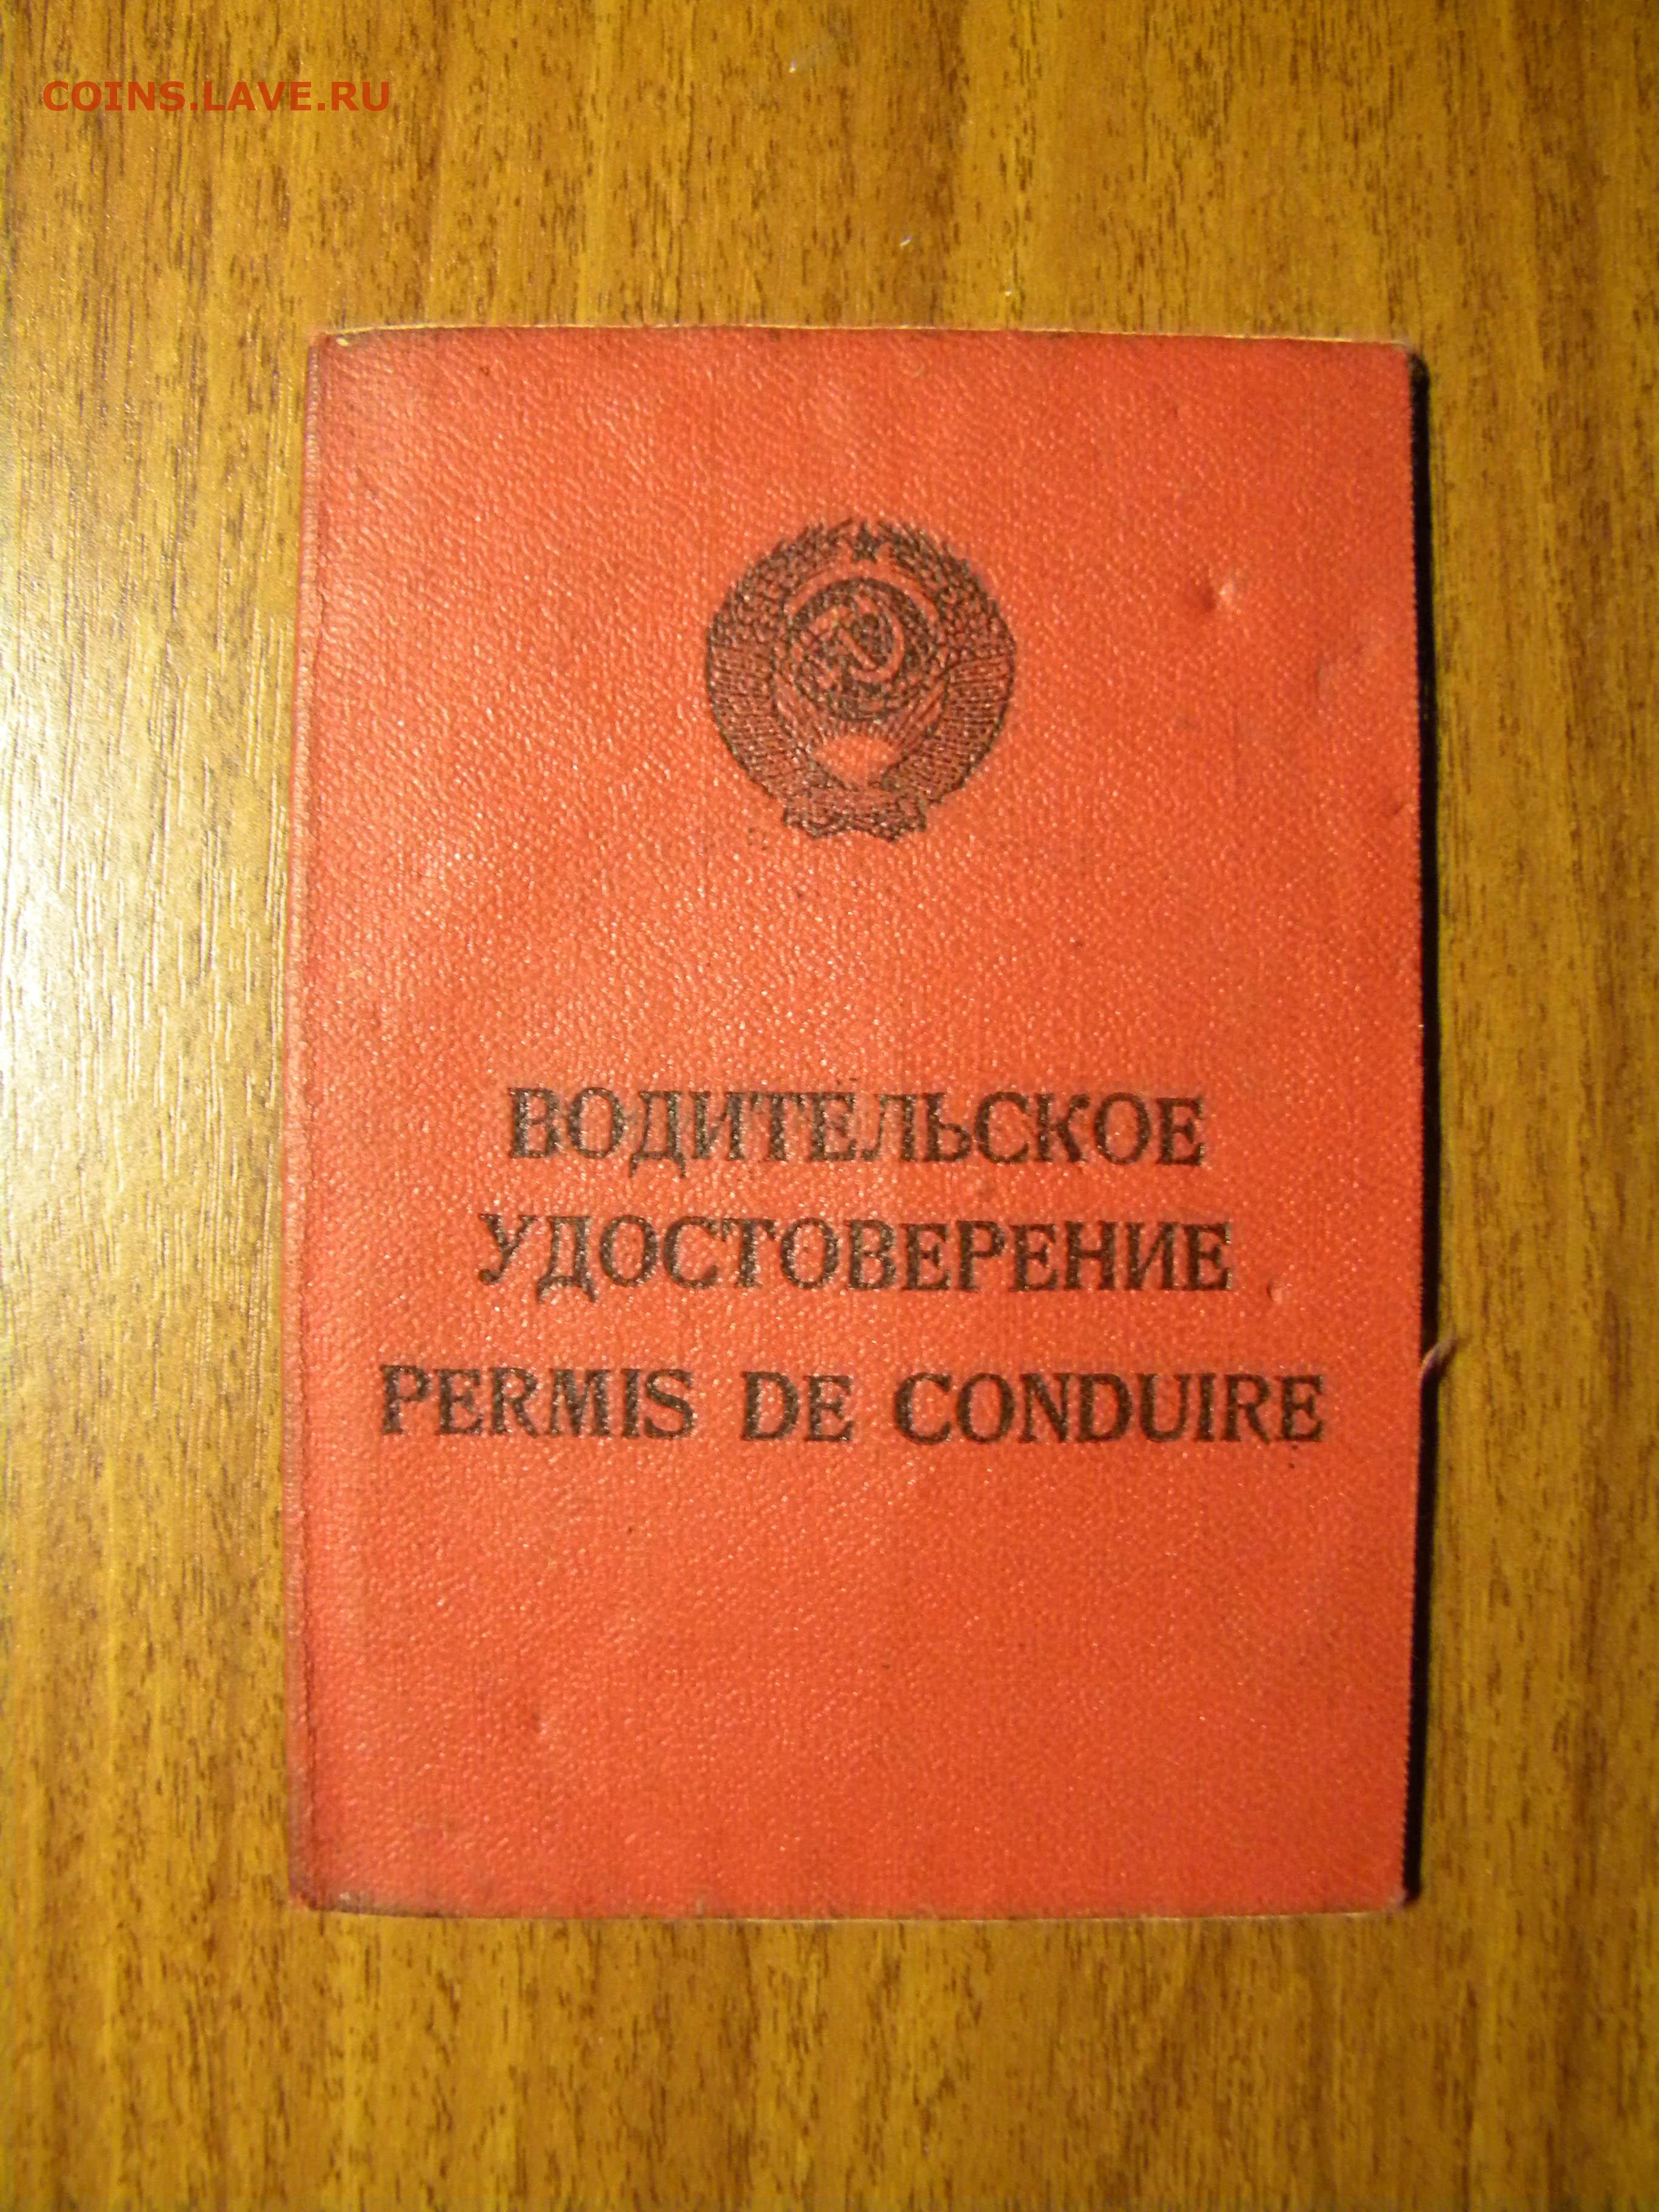 COINS.LAVE.RU
ВОДИТЕЛЬСКОЕ
УДОСТОВЕРЕНИЕ
PERMIS DE CONDUIRE